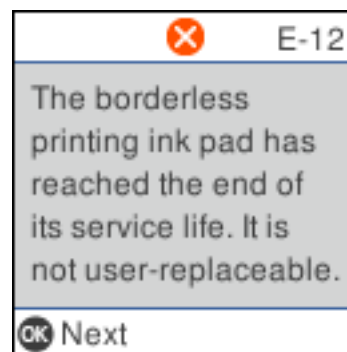 E-12
The borderless
printing ink pad has
reached the end of
its service life. It is
not user-replaceable.
OK Next